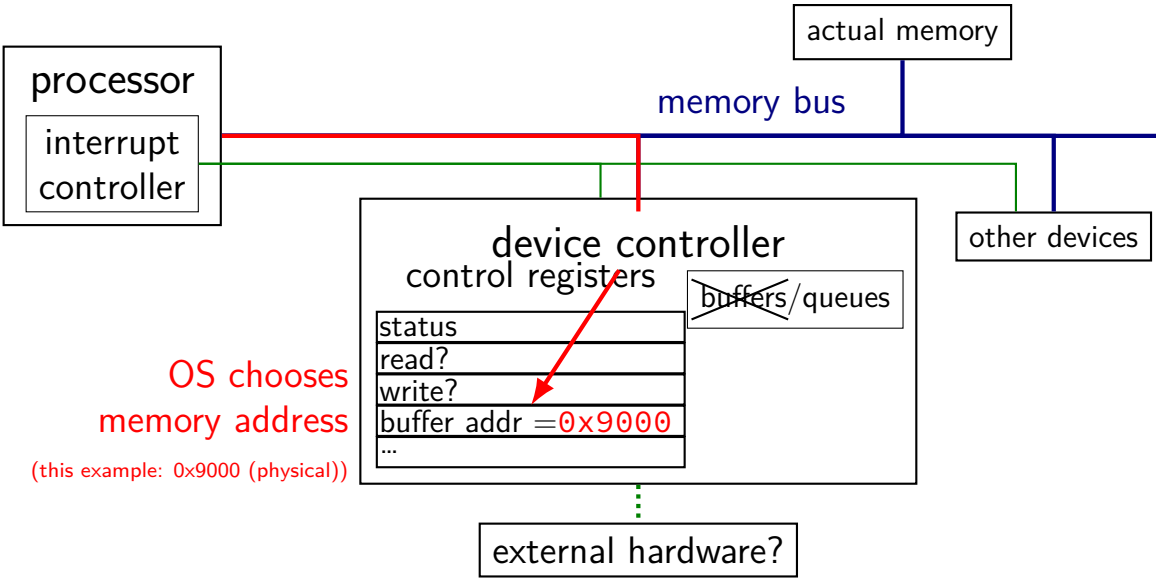 actual memory
processor
memory bus
interrupt
controller
other devices
device controller
control registers
buffers/queues
status
read?
write?
buffer addr =0x9000
...
OS chooses
memory address
(this example: 0x9000 (physical))
external hardware?